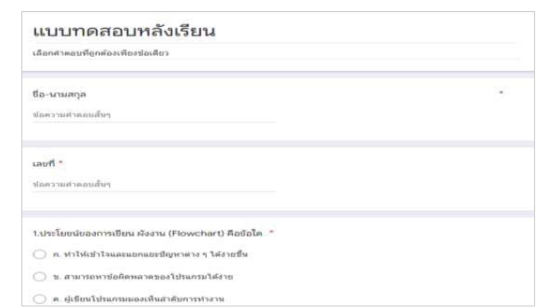 แบบทดสอบหลังเรียน
เลือกคำตอบที่ถูกต้องเพียงข้อเดียว
ชื่อ-นามสกุล *
ข้อความคำตอบสั้นๆ
เลขที่ *
ข้อความคำตอบสั้นๆ
1.ประโยชน์ของการเขียน ผังงาน (Flowchart) คือข้อใด *
ก. ทำให้เข้าใจและแยกแยะปัญหาต่าง ๆ ได้ง่ายขึ้น
ข. สามารถหาข้อผิดพลาดของโปรแกรมได้ง่าย
ค. ผู้เขียนโปรแกรมมองเห็นลำดับการทำงาน